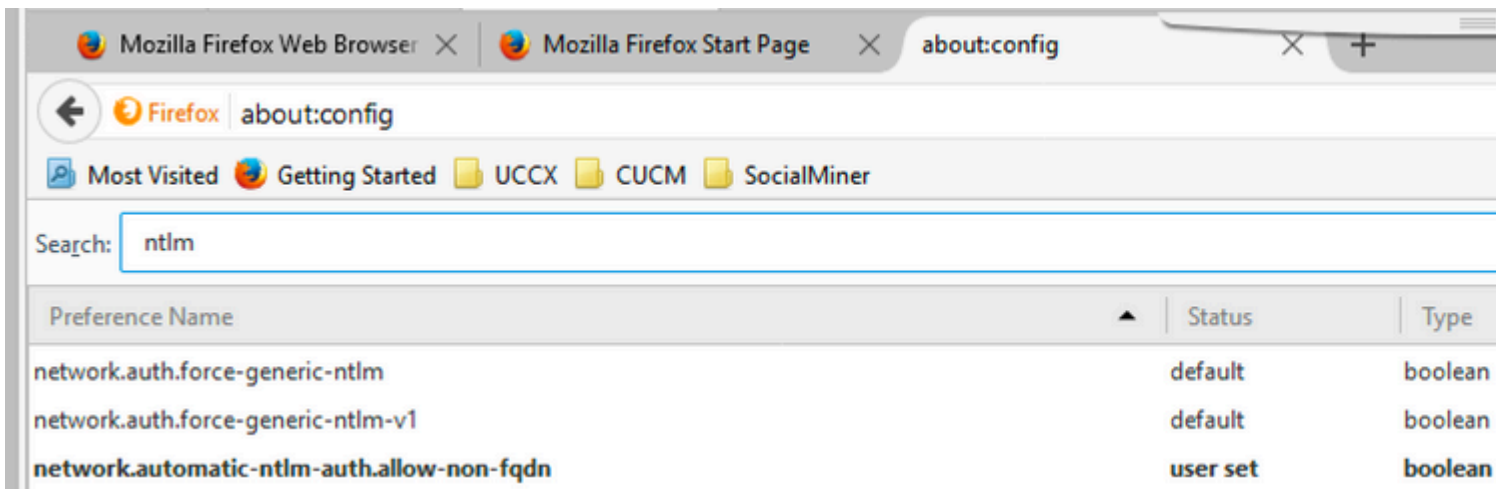 Mozilla Firefox Web Browser Mozilla Firefox Start Page about:config
Firefox about:config
Most Visited Getting Started UCCX CUCM SocialMiner
Search: ntlm
Preference Name Status Type
network.auth.force-generic-ntlm default boolean
network.auth.force-generic-ntlm-v1 default boolean
network.automatic-ntlm-auth.allow-non-fqdn user set boolean